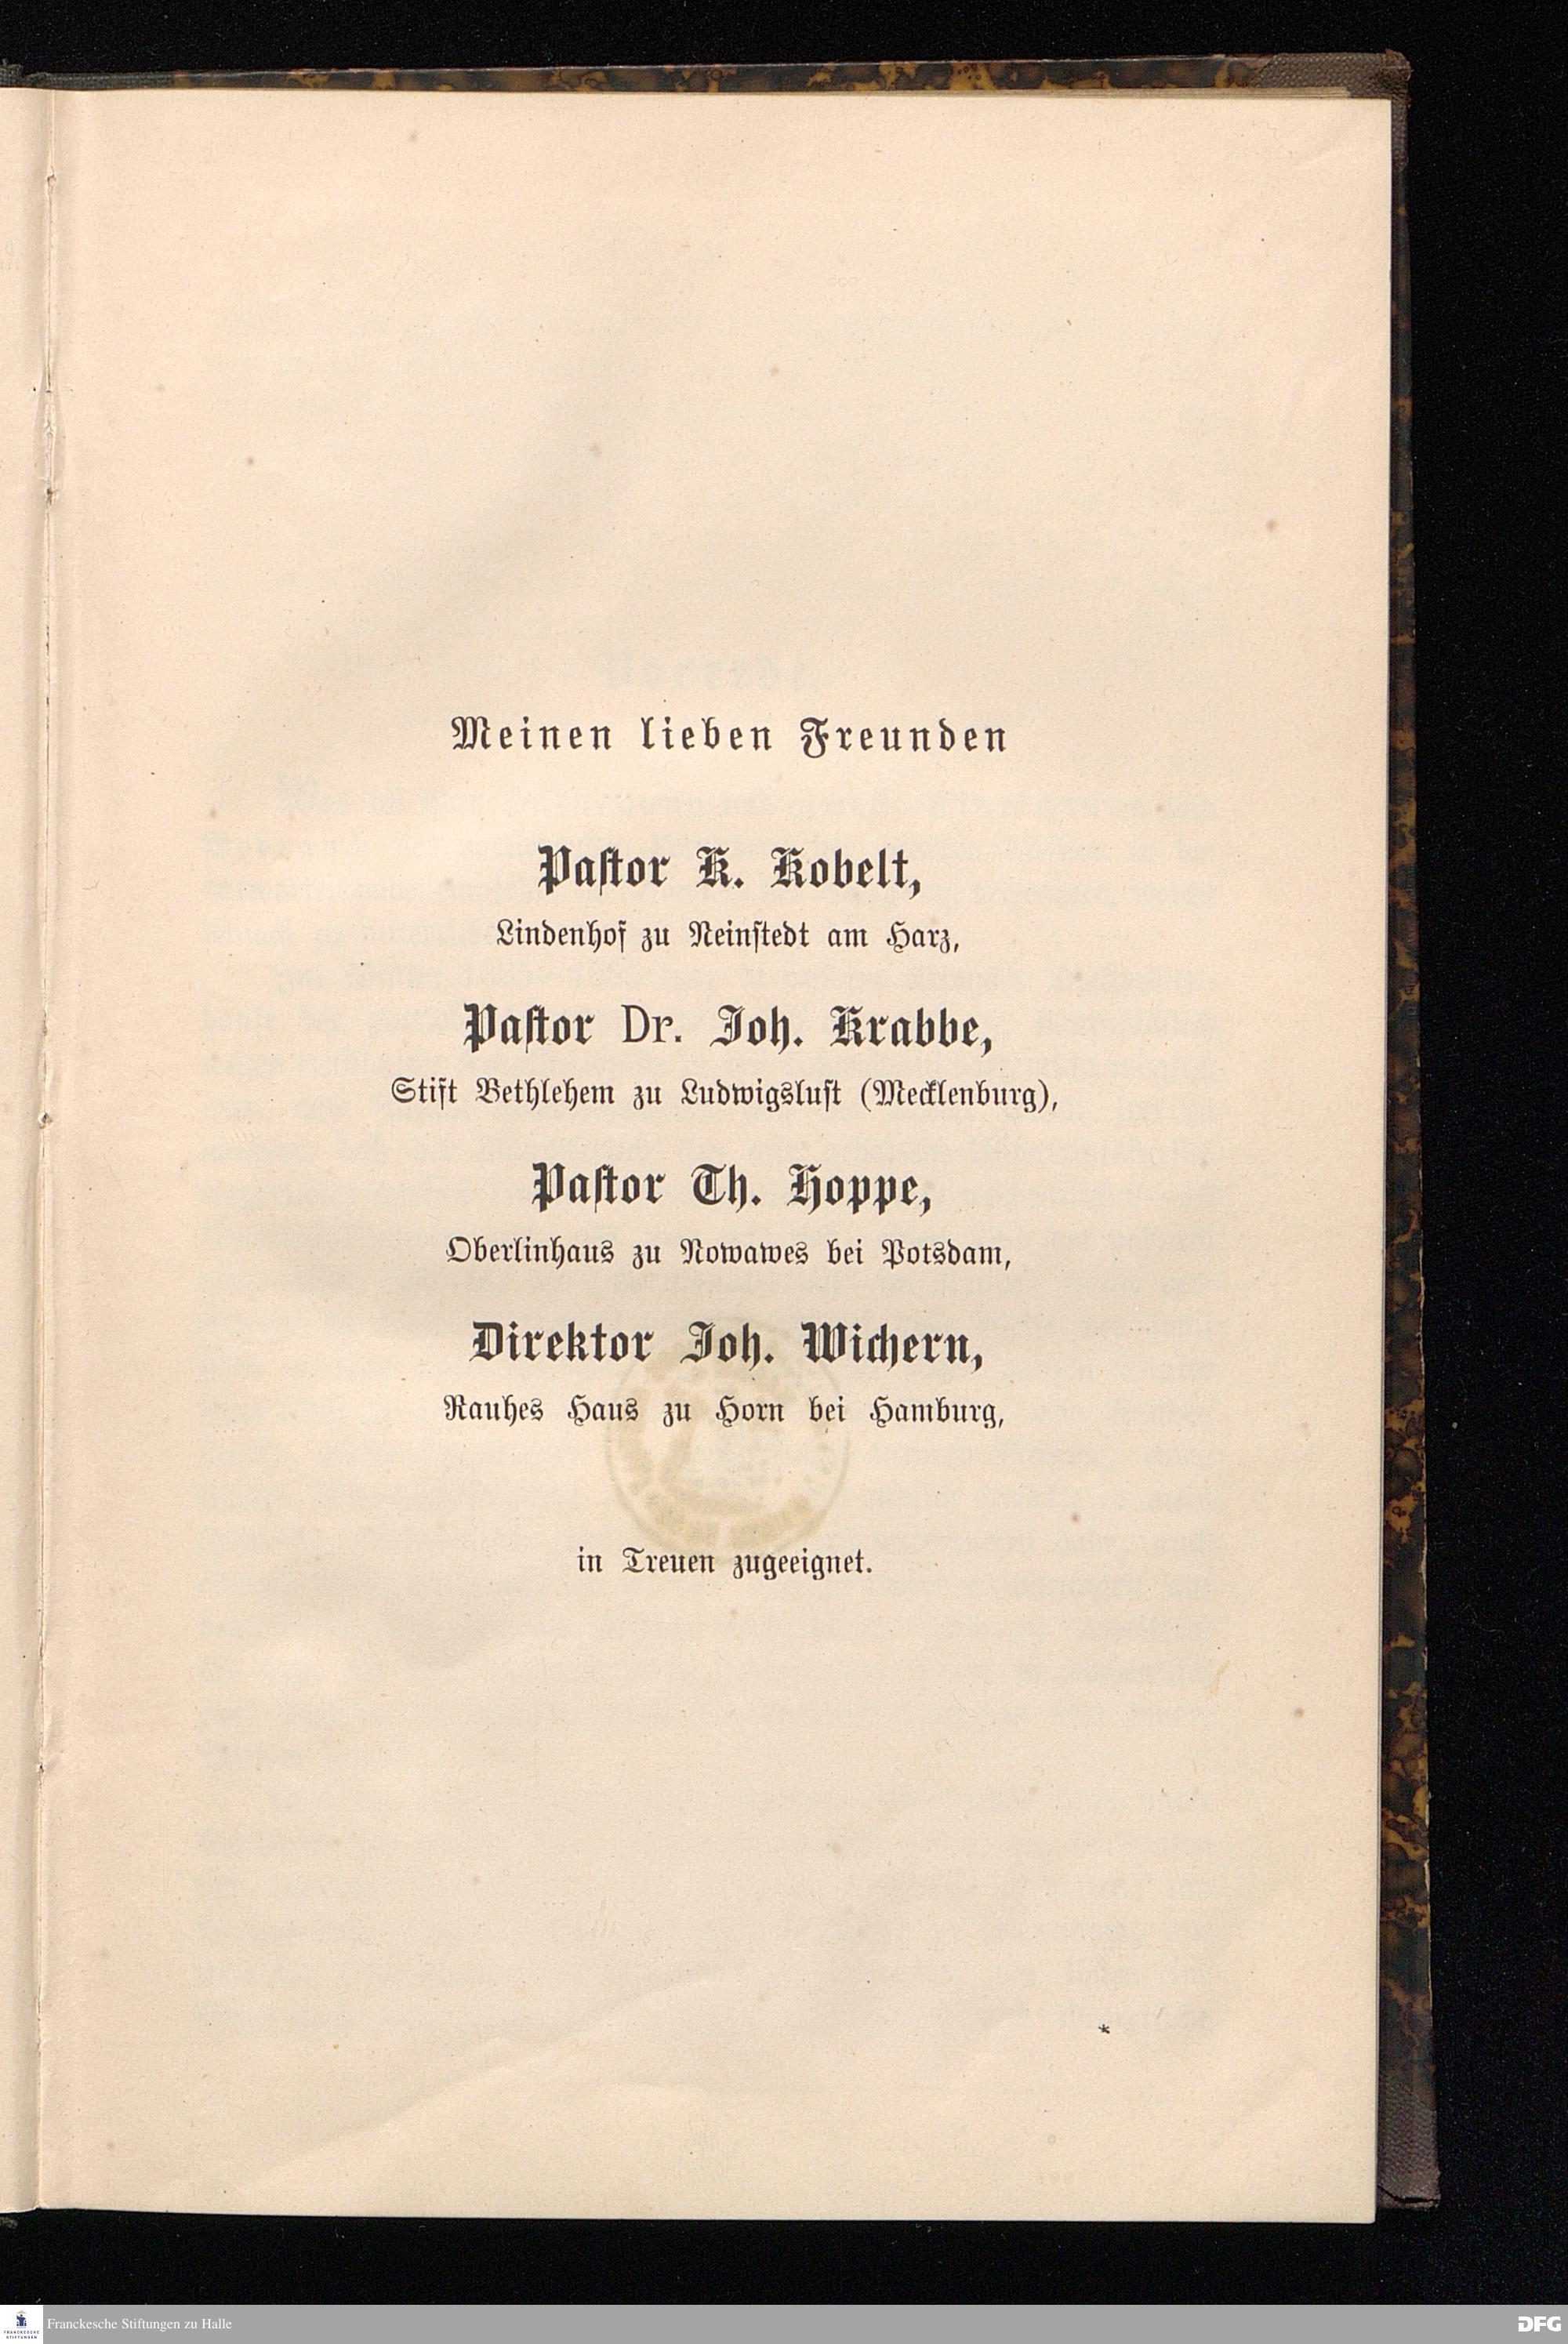 Meinen lieben Freunden
Paſtor K. Kobelt,
Lindenhof zu Neinſtedt am Harz,
Paſtor Dr. Joh. Krabbe,
Stift Bethlehem zu Ludwigsluſt (Mecklenburg),
Paſtor Th. Hoppe,
Oberlinhaus zu Nowawes bei Potsdam,
Direktor Joh. Wichern,
Rauhes Haus zu Horn bei Hamburg,
in Treuen zugeeignet.
*
FRANCKESCHE
STIFTUNGEN
Franckesche Stiftungen zu Halle
DFG